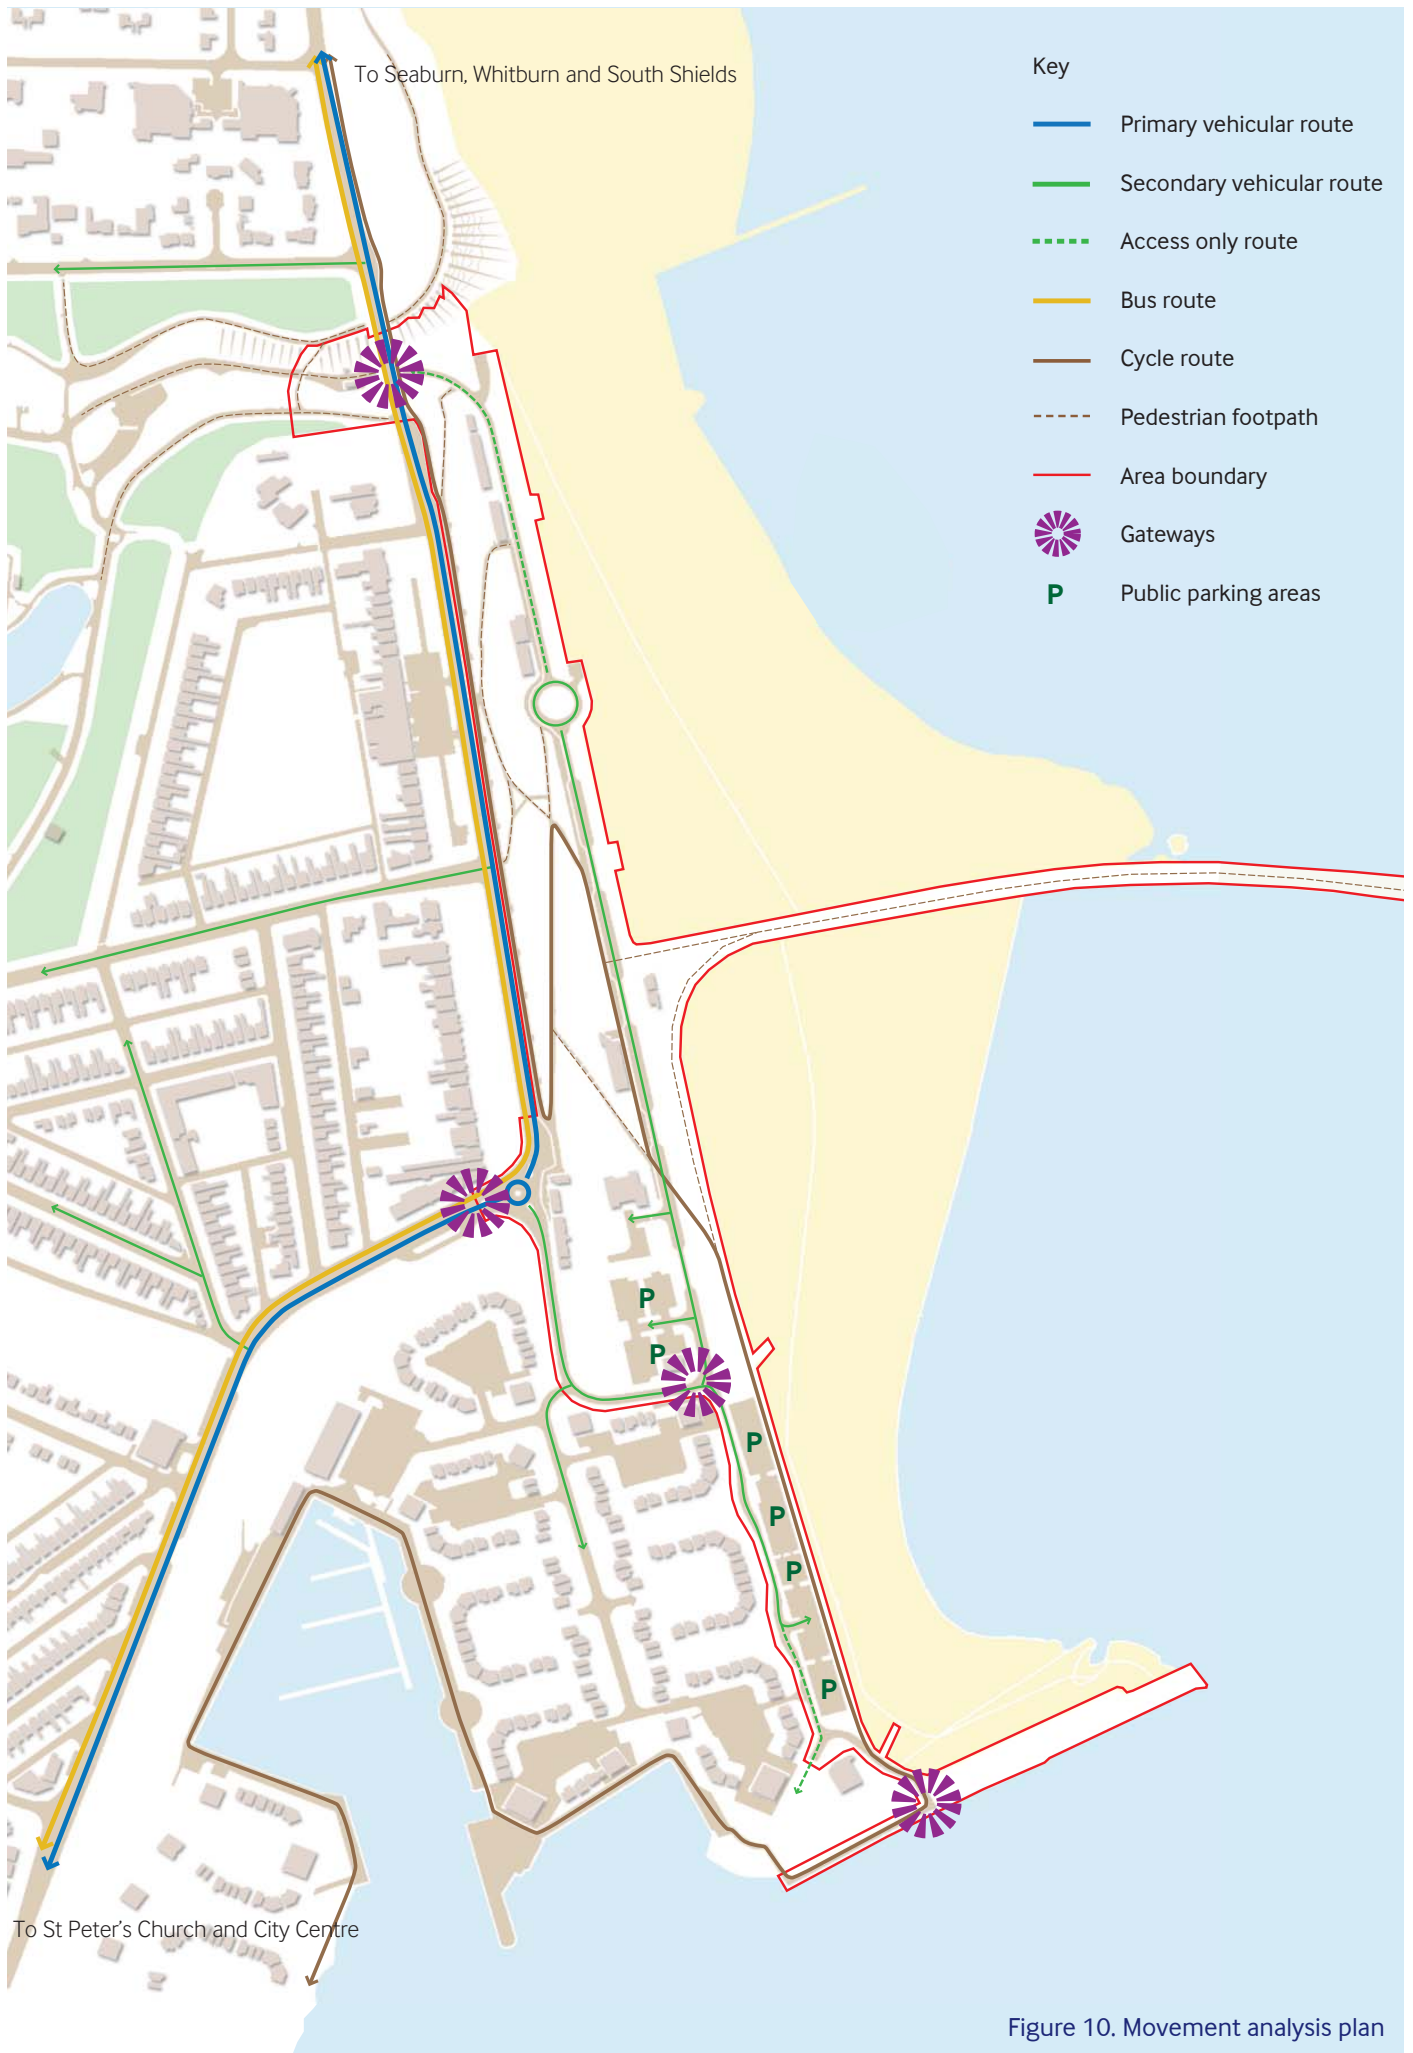 To Seaburn, Whitburn and South Shields
Key
Primary vehicular route
Secondary vehicular route
Access only route
Bus route
Cycle route
Pedestrian footpath
Area boundary
Gateways
P Public parking areas
P
P
P
P
P
P
To St Peter’s Church and City Centre
Figure 10. Movement analysis plan